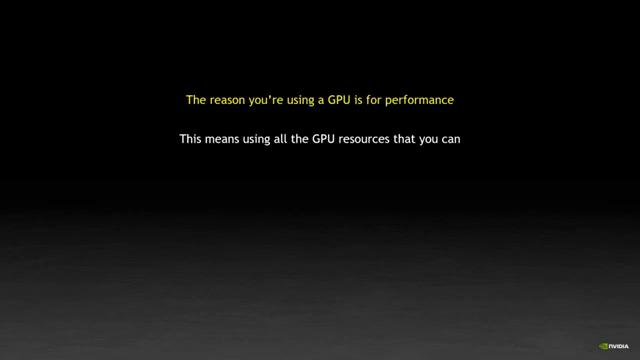 The reason you're using a GPU is for performance
This means using all the GPU resources that you can
NVIDIA